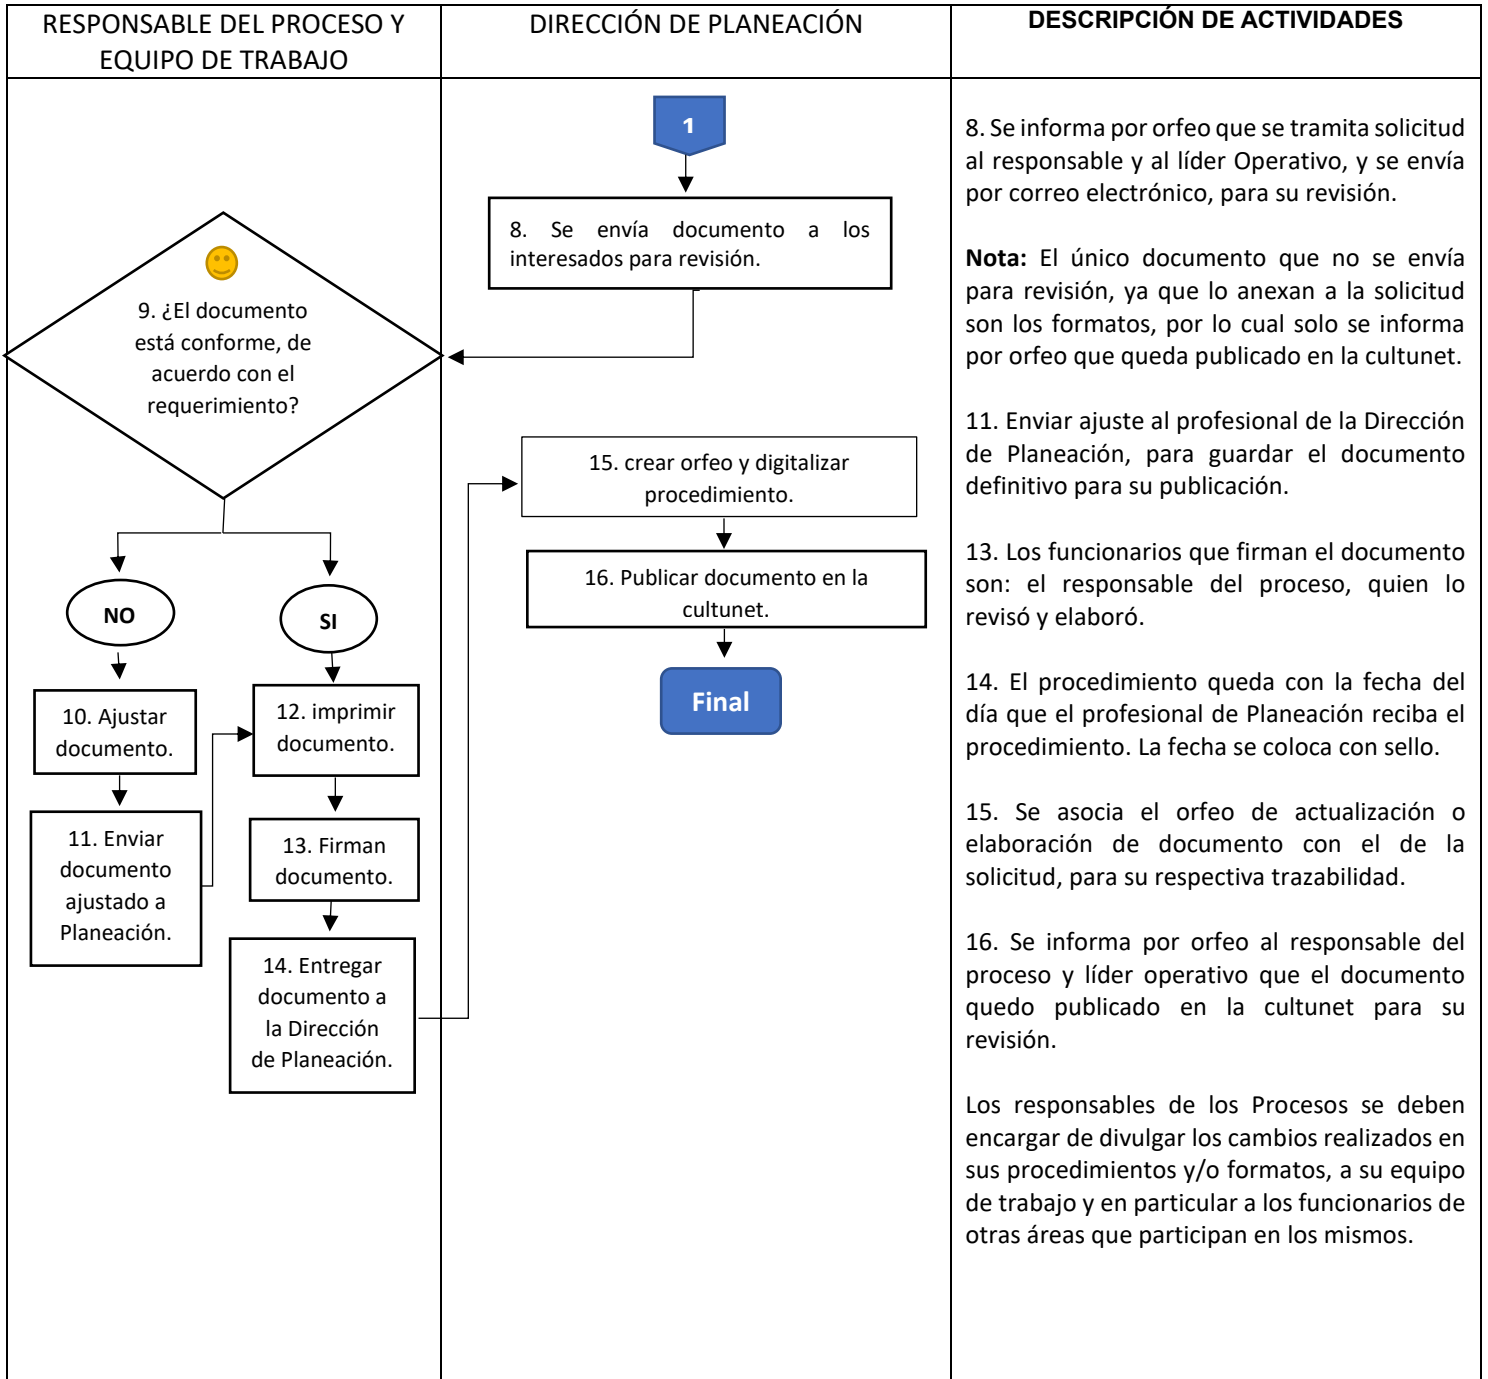 RESPONSABLE DEL PROCESO Y
EQUIPO DE TRABAJO
DIRECCIÓN DE PLANEACIÓN
DESCRIPCIÓN DE ACTIVIDADES
1
8. Se envía documento a los
interesados para revisión.
9. ¿El documento
está conforme, de
acuerdo con el
requerimiento?
NO
SI
10. Ajustar
documento.
11. Enviar
documento
ajustado a
Planeación.
12. imprimir
documento.
13. Firman
documento.
14. Entregar
documento a
la Dirección
de Planeación.
15. crear orfeo y digitalizar
procedimiento.
16. Publicar documento en la
cultunet.
Final
8. Se informa por orfeo que se tramita solicitud
al responsable y al líder Operativo, y se envía
por correo electrónico, para su revisión.
Nota: El único documento que no se envía
para revisión, ya que lo anexan a la solicitud
son los formatos, por lo cual solo se informa
por orfeo que queda publicado en la cultunet.
11. Enviar ajuste al profesional de la Dirección
de Planeación, para guardar el documento
definitivo para su publicación.
13. Los funcionarios que firman el documento
son: el responsable del proceso, quien lo
revisó y elaboró.
14. El procedimiento queda con la fecha del
día que el profesional de Planeación reciba el
procedimiento. La fecha se coloca con sello.
15. Se asocia el orfeo de actualización o
elaboración de documento con el de la
solicitud, para su respectiva trazabilidad.
16. Se informa por orfeo al responsable del
proceso y líder operativo que el documento
quedo publicado en la cultunet para su
revisión.
Los responsables de los Procesos se deben
encargar de divulgar los cambios realizados en
sus procedimientos y/o formatos, a su equipo
de trabajo y en particular a los funcionarios de
otras áreas que participan en los mismos.